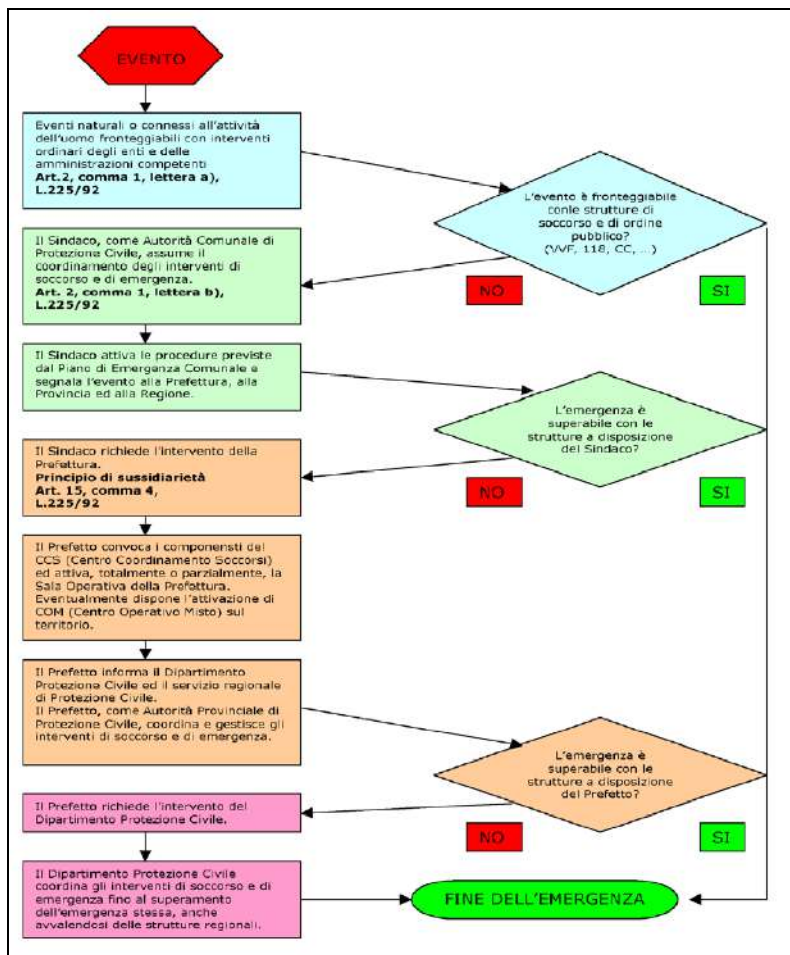 EVENTO
Eventi naturali o connessi all'attività
dell'uomo fronteggiabili con interventi
ordinari degli enti e delle
amministrazioni competenti
Art.2, comma 1, lettera a),
L.225/92
L'evento è fronteggiabile
conle strutture di
soccorso e di ordine
pubblico?
(VVF, 118, CC, ...)
NO
SI
Il Sindaco, come Autorità Comunale di
Protezione Civile, assume il
coordinamento degli interventi di
soccorso e di emergenza.
Art. 2, comma 1, lettera b),
L.225/92
Il Sindaco attiva le procedure previste
dal Piano di Emergenza Comunale e
segnala l'evento alla Prefettura, alla
Provincia ed alla Regione.
L'emergenza è
superabile con le
strutture a disposizione
del Sindaco?
NO
SI
Il Sindaco richiede l'intervento della
Prefettura.
Principio di sussidiarietà
Art. 15, comma 4,
L.225/92
Il Prefetto convoca i componensti del
CCS (Centro Coordinamento Soccorsi)
ed attiva, totalmente o parzialmente, la
Sala Operativa della Prefettura.
Eventualmente dispone l'attivazione di
COM (Centro Operativo Misto) sul
territorio.
Il Prefetto informa il Dipartimento
Protezione Civile ed il servizio regionale
di Protezione Civile.
Il Prefetto, come Autorità Provinciale di
Protezione Civile, coordina e gestisce gli
interventi di soccorso e di emergenza.
L'emergenza è
superabile con le
strutture a disposizione
del Prefetto?
NO
SI
Il Prefetto richiede l'intervento del
Dipartimento Protezione Civile.
Il Dipartimento Protezione Civile
coordina gli interventi di soccorso e di
emergenza fino al superamento
dell'emergenza stessa, anche
avvalendosi delle strutture regionali.
FINE DELL'EMERGENZA